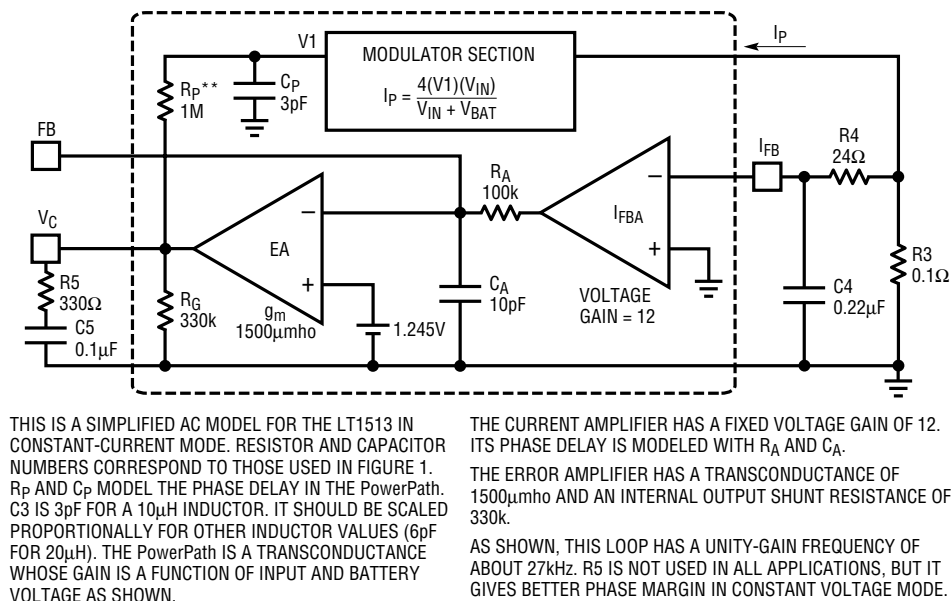 V1
MODULATOR SECTION
I_P = 4(V1)(V_IN) / V_IN + V_BAT
I_P
R_P**
1M
C_P
3pF
FB
V_C
R5
330Ω
C5
0.1µF
R_G
330k
EA
−
+
g_m
1500µmho
1.245V
R_A
100k
C_A
10pF
I_FBA
−
+
VOLTAGE
GAIN = 12
I_FB
R4
24Ω
C4
0.22µF
R3
0.1Ω
THIS IS A SIMPLIFIED AC MODEL FOR THE LT1513 IN
CONSTANT-CURRENT MODE. RESISTOR AND CAPACITOR
NUMBERS CORRESPOND TO THOSE USED IN FIGURE 1.
R_P AND C_P MODEL THE PHASE DELAY IN THE PowerPath.
C3 IS 3pF FOR A 10µH INDUCTOR. IT SHOULD BE SCALED
PROPORTIONALLY FOR OTHER INDUCTOR VALUES (6pF
FOR 20µH). THE PowerPath IS A TRANSCONDUCTANCE
WHOSE GAIN IS A FUNCTION OF INPUT AND BATTERY
VOLTAGE AS SHOWN.
THE CURRENT AMPLIFIER HAS A FIXED VOLTAGE GAIN OF 12.
ITS PHASE DELAY IS MODELED WITH R_A AND C_A.
THE ERROR AMPLIFIER HAS A TRANSCONDUCTANCE OF
1500µmho AND AN INTERNAL OUTPUT SHUNT RESISTANCE OF
330k.
AS SHOWN, THIS LOOP HAS A UNITY-GAIN FREQUENCY OF
ABOUT 27kHz. R5 IS NOT USED IN ALL APPLICATIONS, BUT IT
GIVES BETTER PHASE MARGIN IN CONSTANT VOLTAGE MODE.